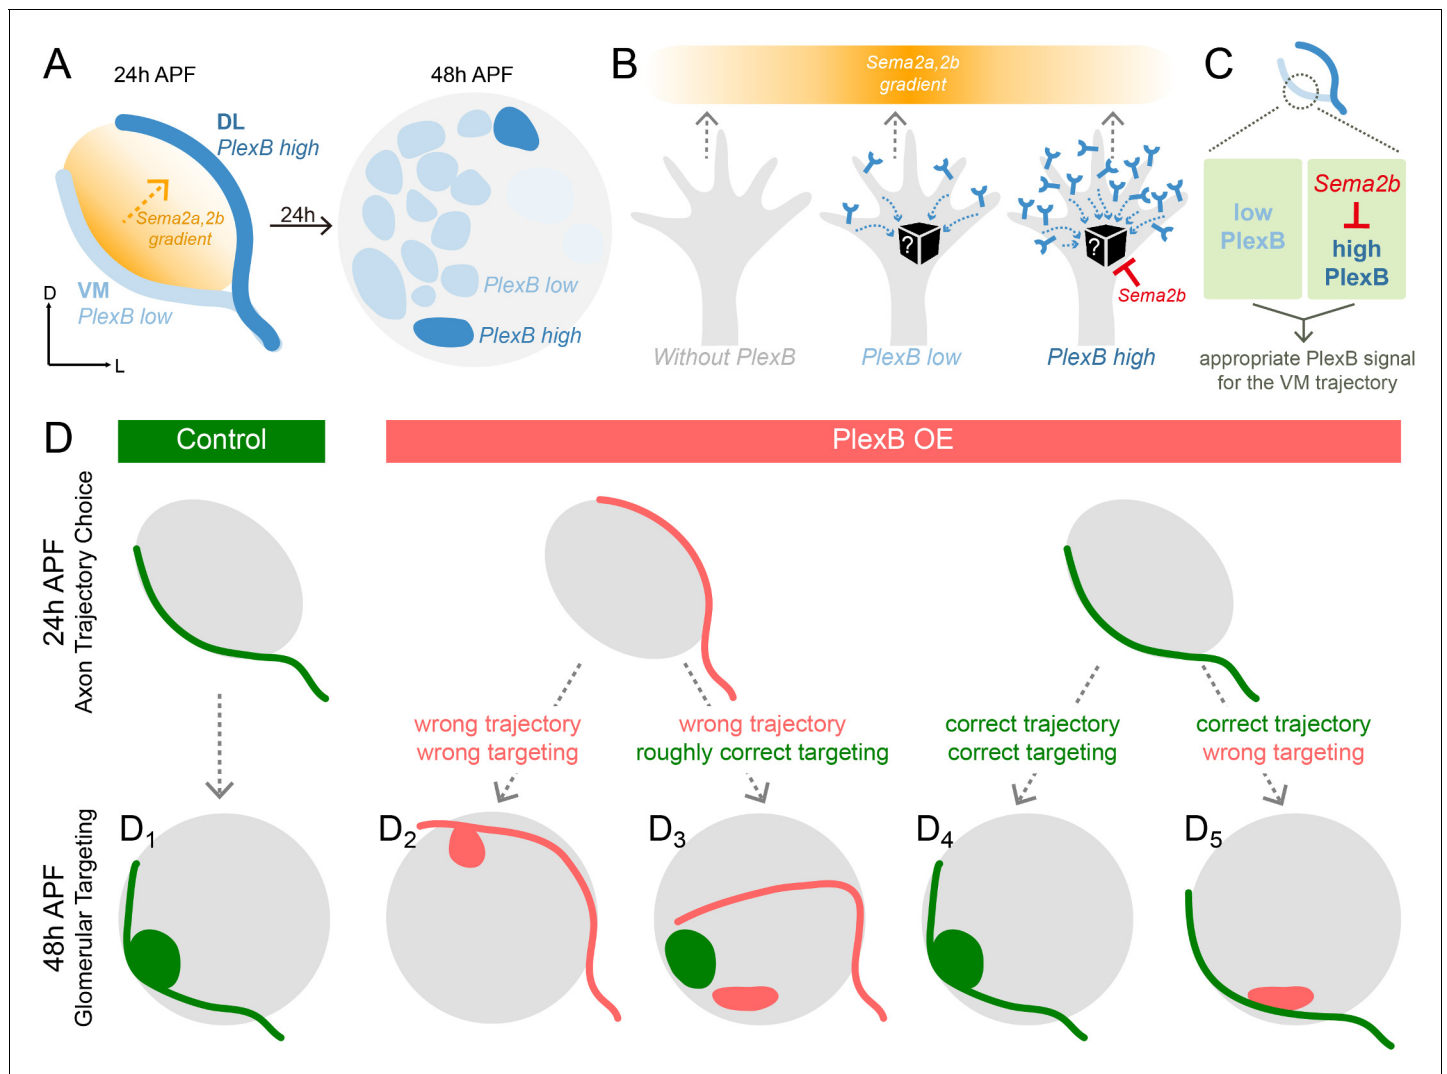 A
24h APF
48h APF
DL
PlexB high
Sema2a,2b
gradient
24h
VM
PlexB low
D
L
PlexB low
PlexB high
B
Sema2a,2b
gradient
?
?
Sema2b
Without PlexB
PlexB low
PlexB high
C
low
PlexB
Sema2b
high
PlexB
appropriate PlexB signal
for the VM trajectory
D
Control
PlexB OE
24h APF
Axon Trajectory Choice
wrong trajectory
wrong targeting
wrong trajectory
roughly correct targeting
correct trajectory
correct targeting
correct trajectory
wrong targeting
48h APF
Glomerular Targeting
D1
D2
D3
D4
D5